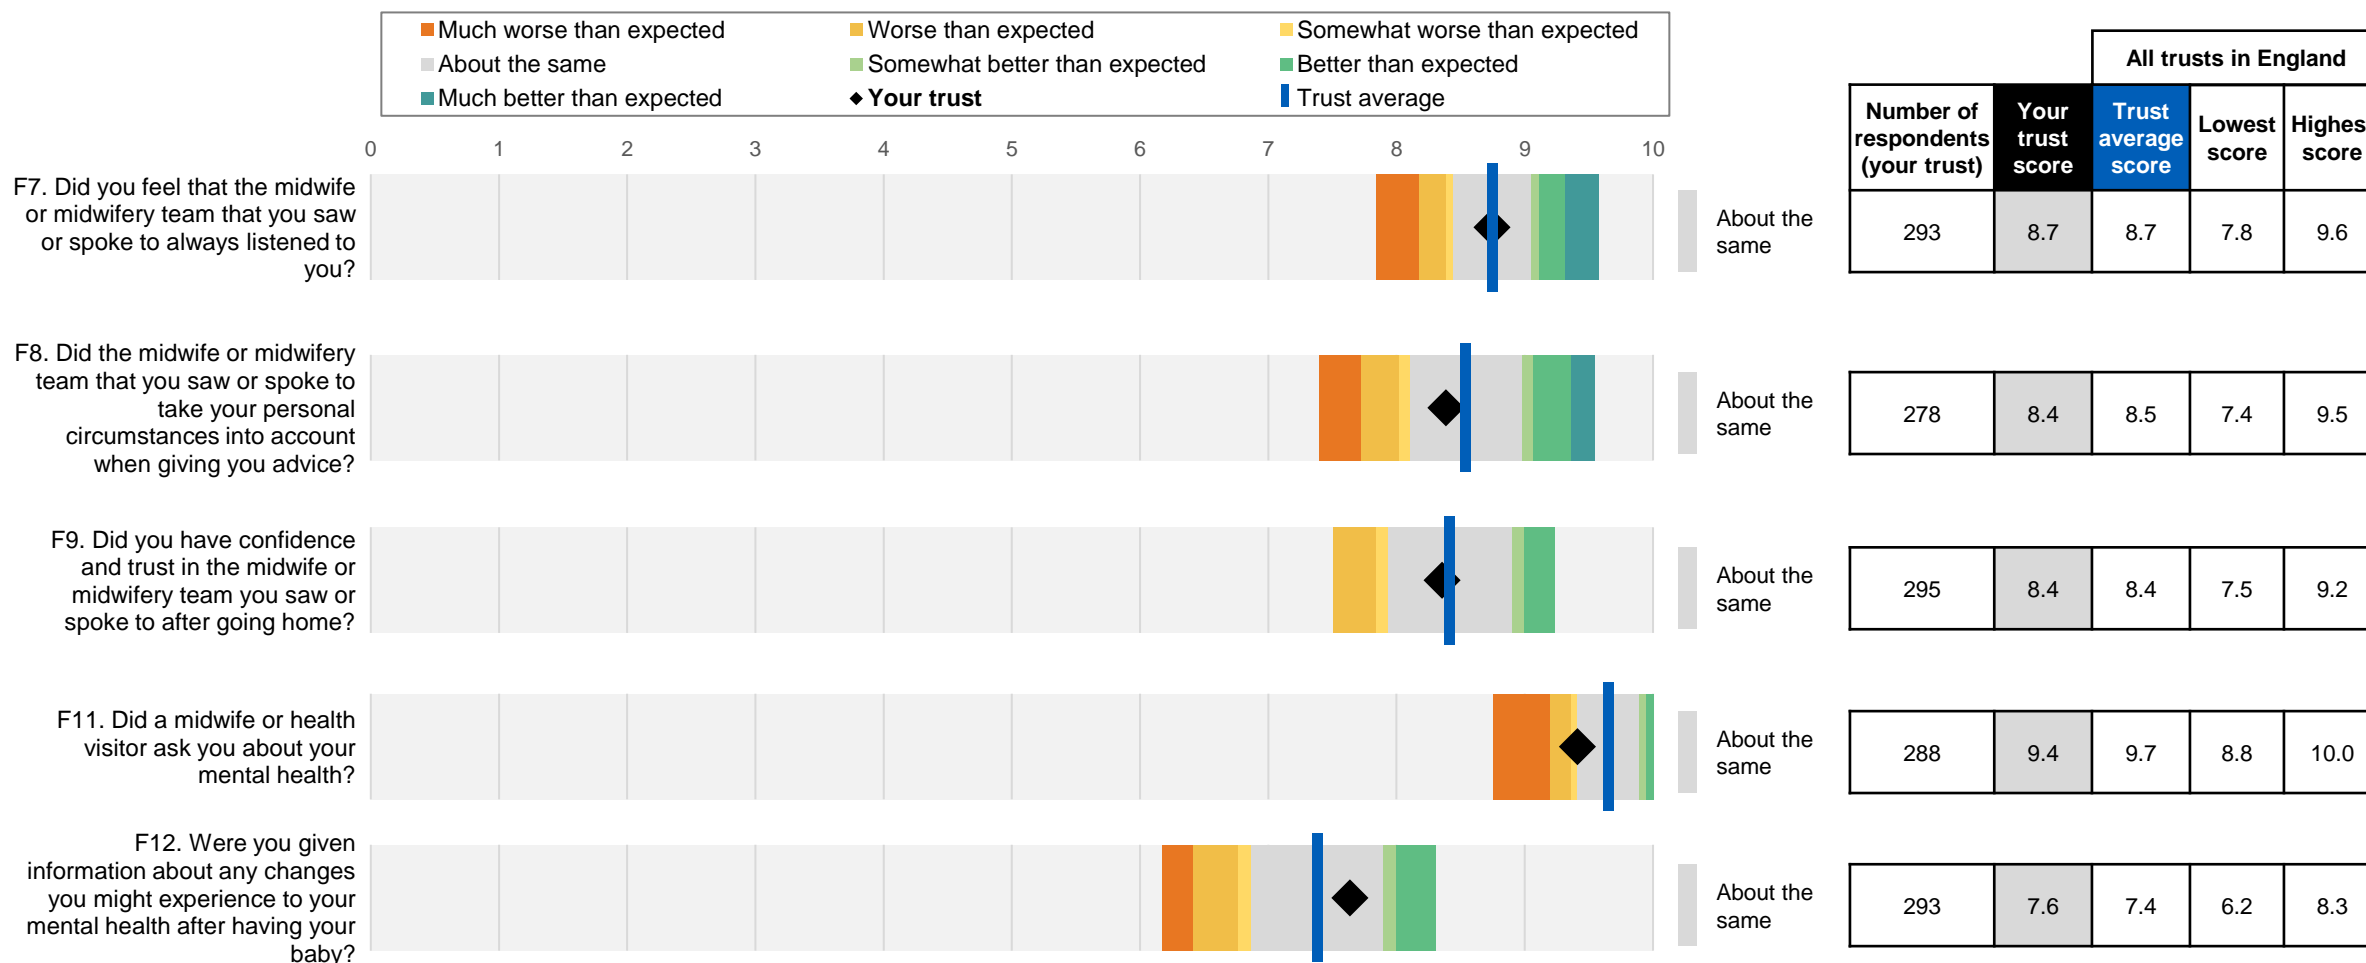 Much worse than expected
Worse than expected
Somewhat worse than expected
About the same
Somewhat better than expected
Better than expected
Much better than expected
Your trust
Trust average
All trusts in England
Number of
respondents
(your trust)
Your
trust
score
Trust
average
score
Lowest
score
Highes
score
0 1 2 3 4 5 6 7 8 9 10
F7. Did you feel that the midwife
or midwifery team that you saw
or spoke to always listened to
you?
About the
same
293 8.7 8.7 7.8 9.6
F8. Did the midwife or midwifery
team that you saw or spoke to
take your personal
circumstances into account
when giving you advice?
About the
same
278 8.4 8.5 7.4 9.5
F9. Did you have confidence
and trust in the midwife or
midwifery team you saw or
spoke to after going home?
About the
same
295 8.4 8.4 7.5 9.2
F11. Did a midwife or health
visitor ask you about your
mental health?
About the
same
288 9.4 9.7 8.8 10.0
F12. Were you given
information about any changes
you might experience to your
mental health after having your
baby?
About the
same
293 7.6 7.4 6.2 8.3